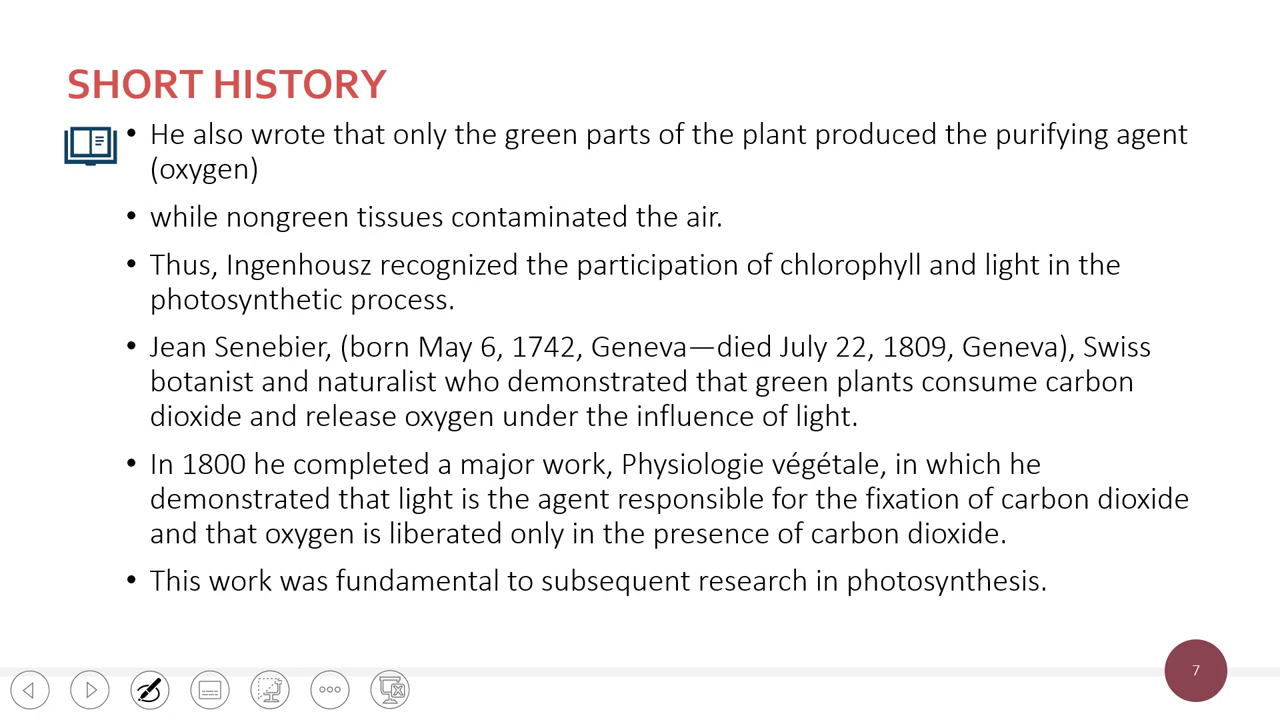 SHORT HISTORY
• He also wrote that only the green parts of the plant produced the purifying agent
(oxygen)
• while nongreen tissues contaminated the air.
• Thus, Ingenhousz recognized the participation of chlorophyll and light in the
photosynthetic process.
• Jean Senebier, (born May 6, 1742, Geneva—died July 22, 1809, Geneva), Swiss
botanist and naturalist who demonstrated that green plants consume carbon
dioxide and release oxygen under the influence of light.
• In 1800 he completed a major work, Physiologie végétale, in which he
demonstrated that light is the agent responsible for the fixation of carbon dioxide
and that oxygen is liberated only in the presence of carbon dioxide.
• This work was fundamental to subsequent research in photosynthesis.
7